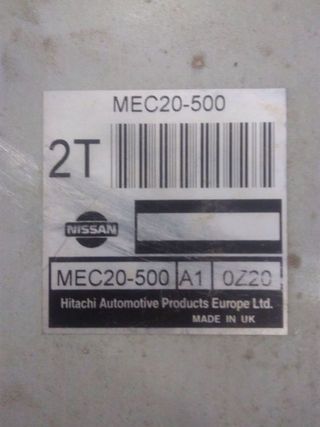 MEC20-500
2T
NISSAN
MEC20-500 A1 0Z20
Hitachi Automotive Products Europe Ltd.
MADE IN UK